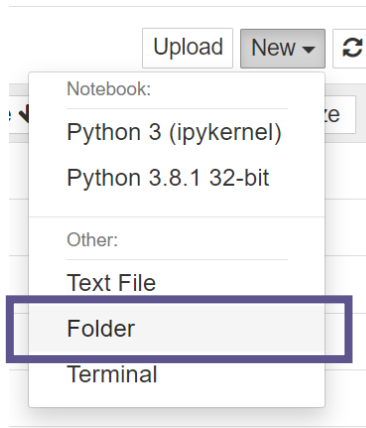 Upload New
Notebook:
Python 3 (ipykernel)
Python 3.8.1 32-bit
Other:
Text File
Folder
Terminal